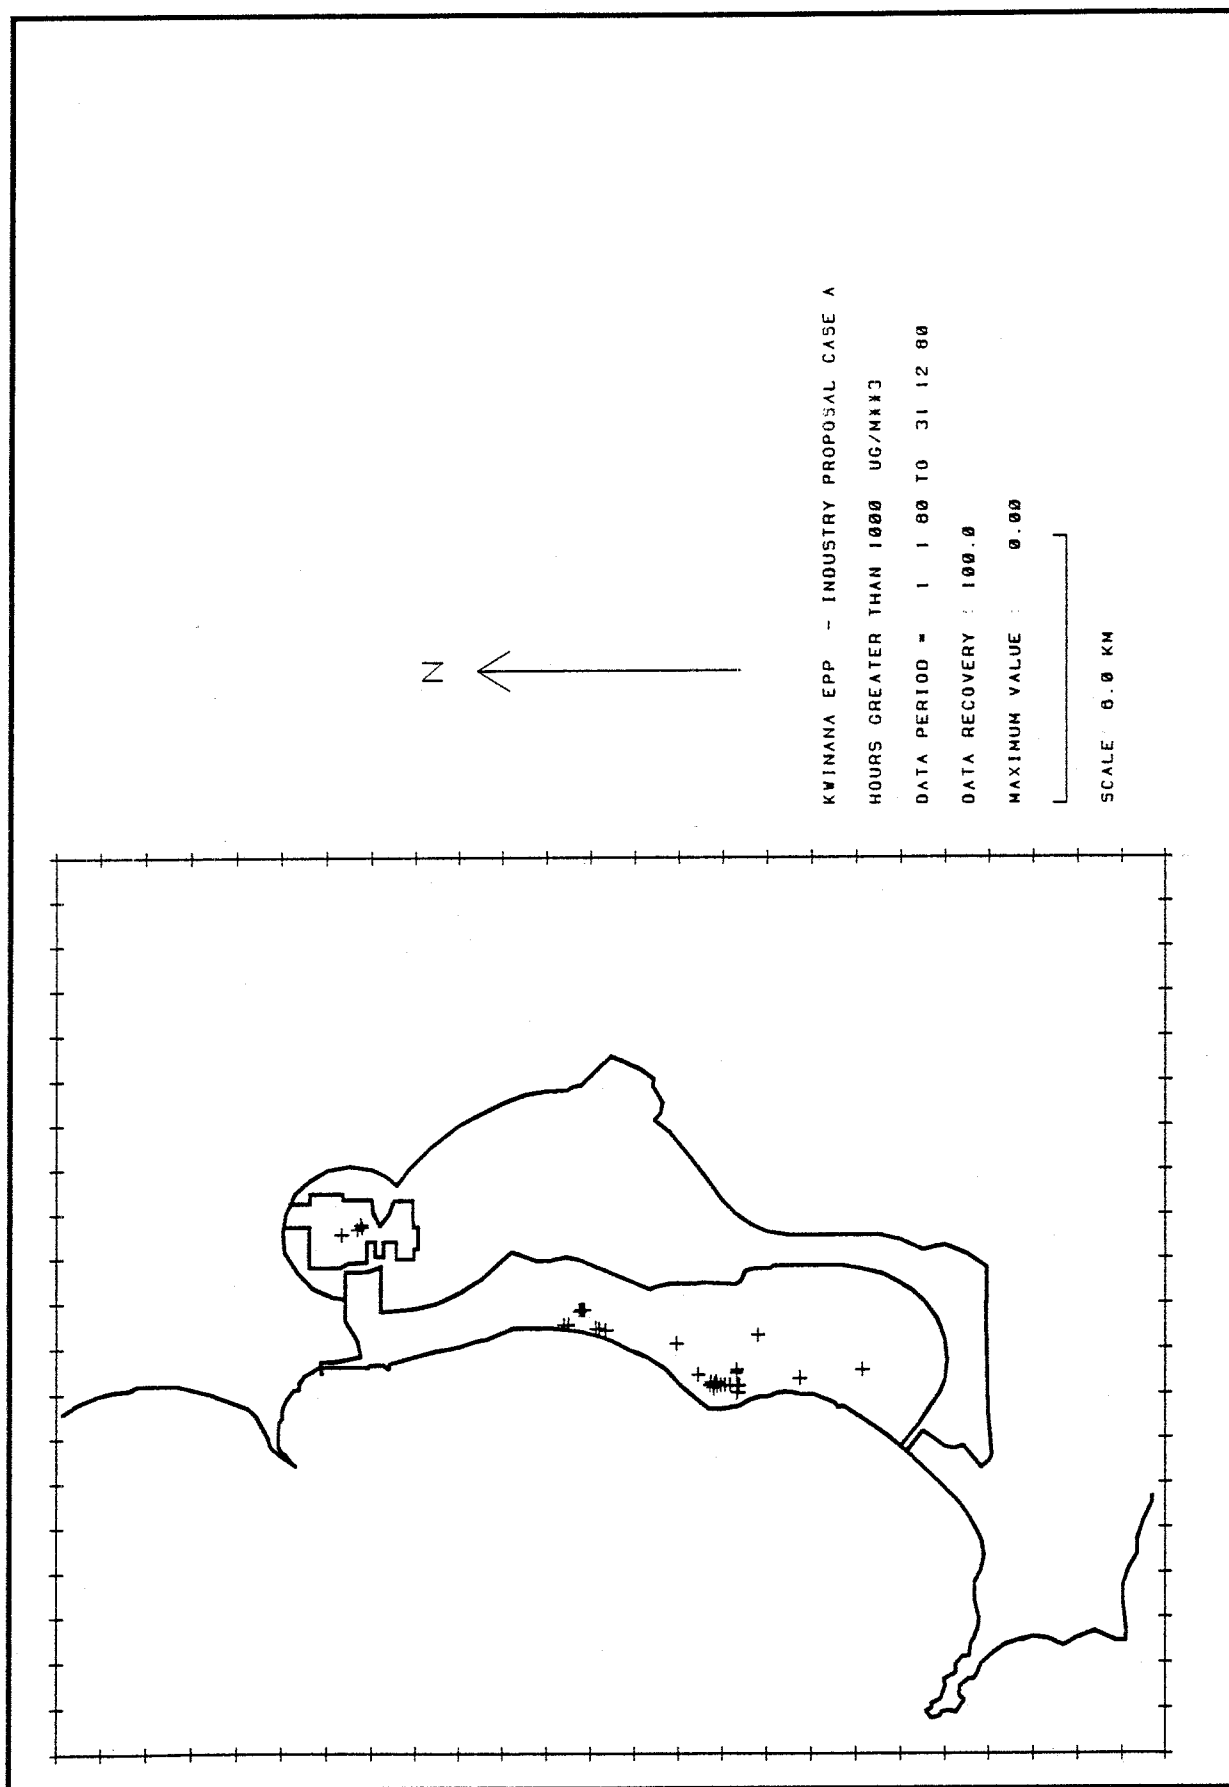 N
KWINANA EPP - INDUSTRY PROPOSAL CASE A
HOURS GREATER THAN 1000 UG/M**3
DATA PERIOD = 1 1 80 TO 31 12 80
DATA RECOVERY : 100.0
MAXIMUM VALUE : 0.00
SCALE 6.0 KM